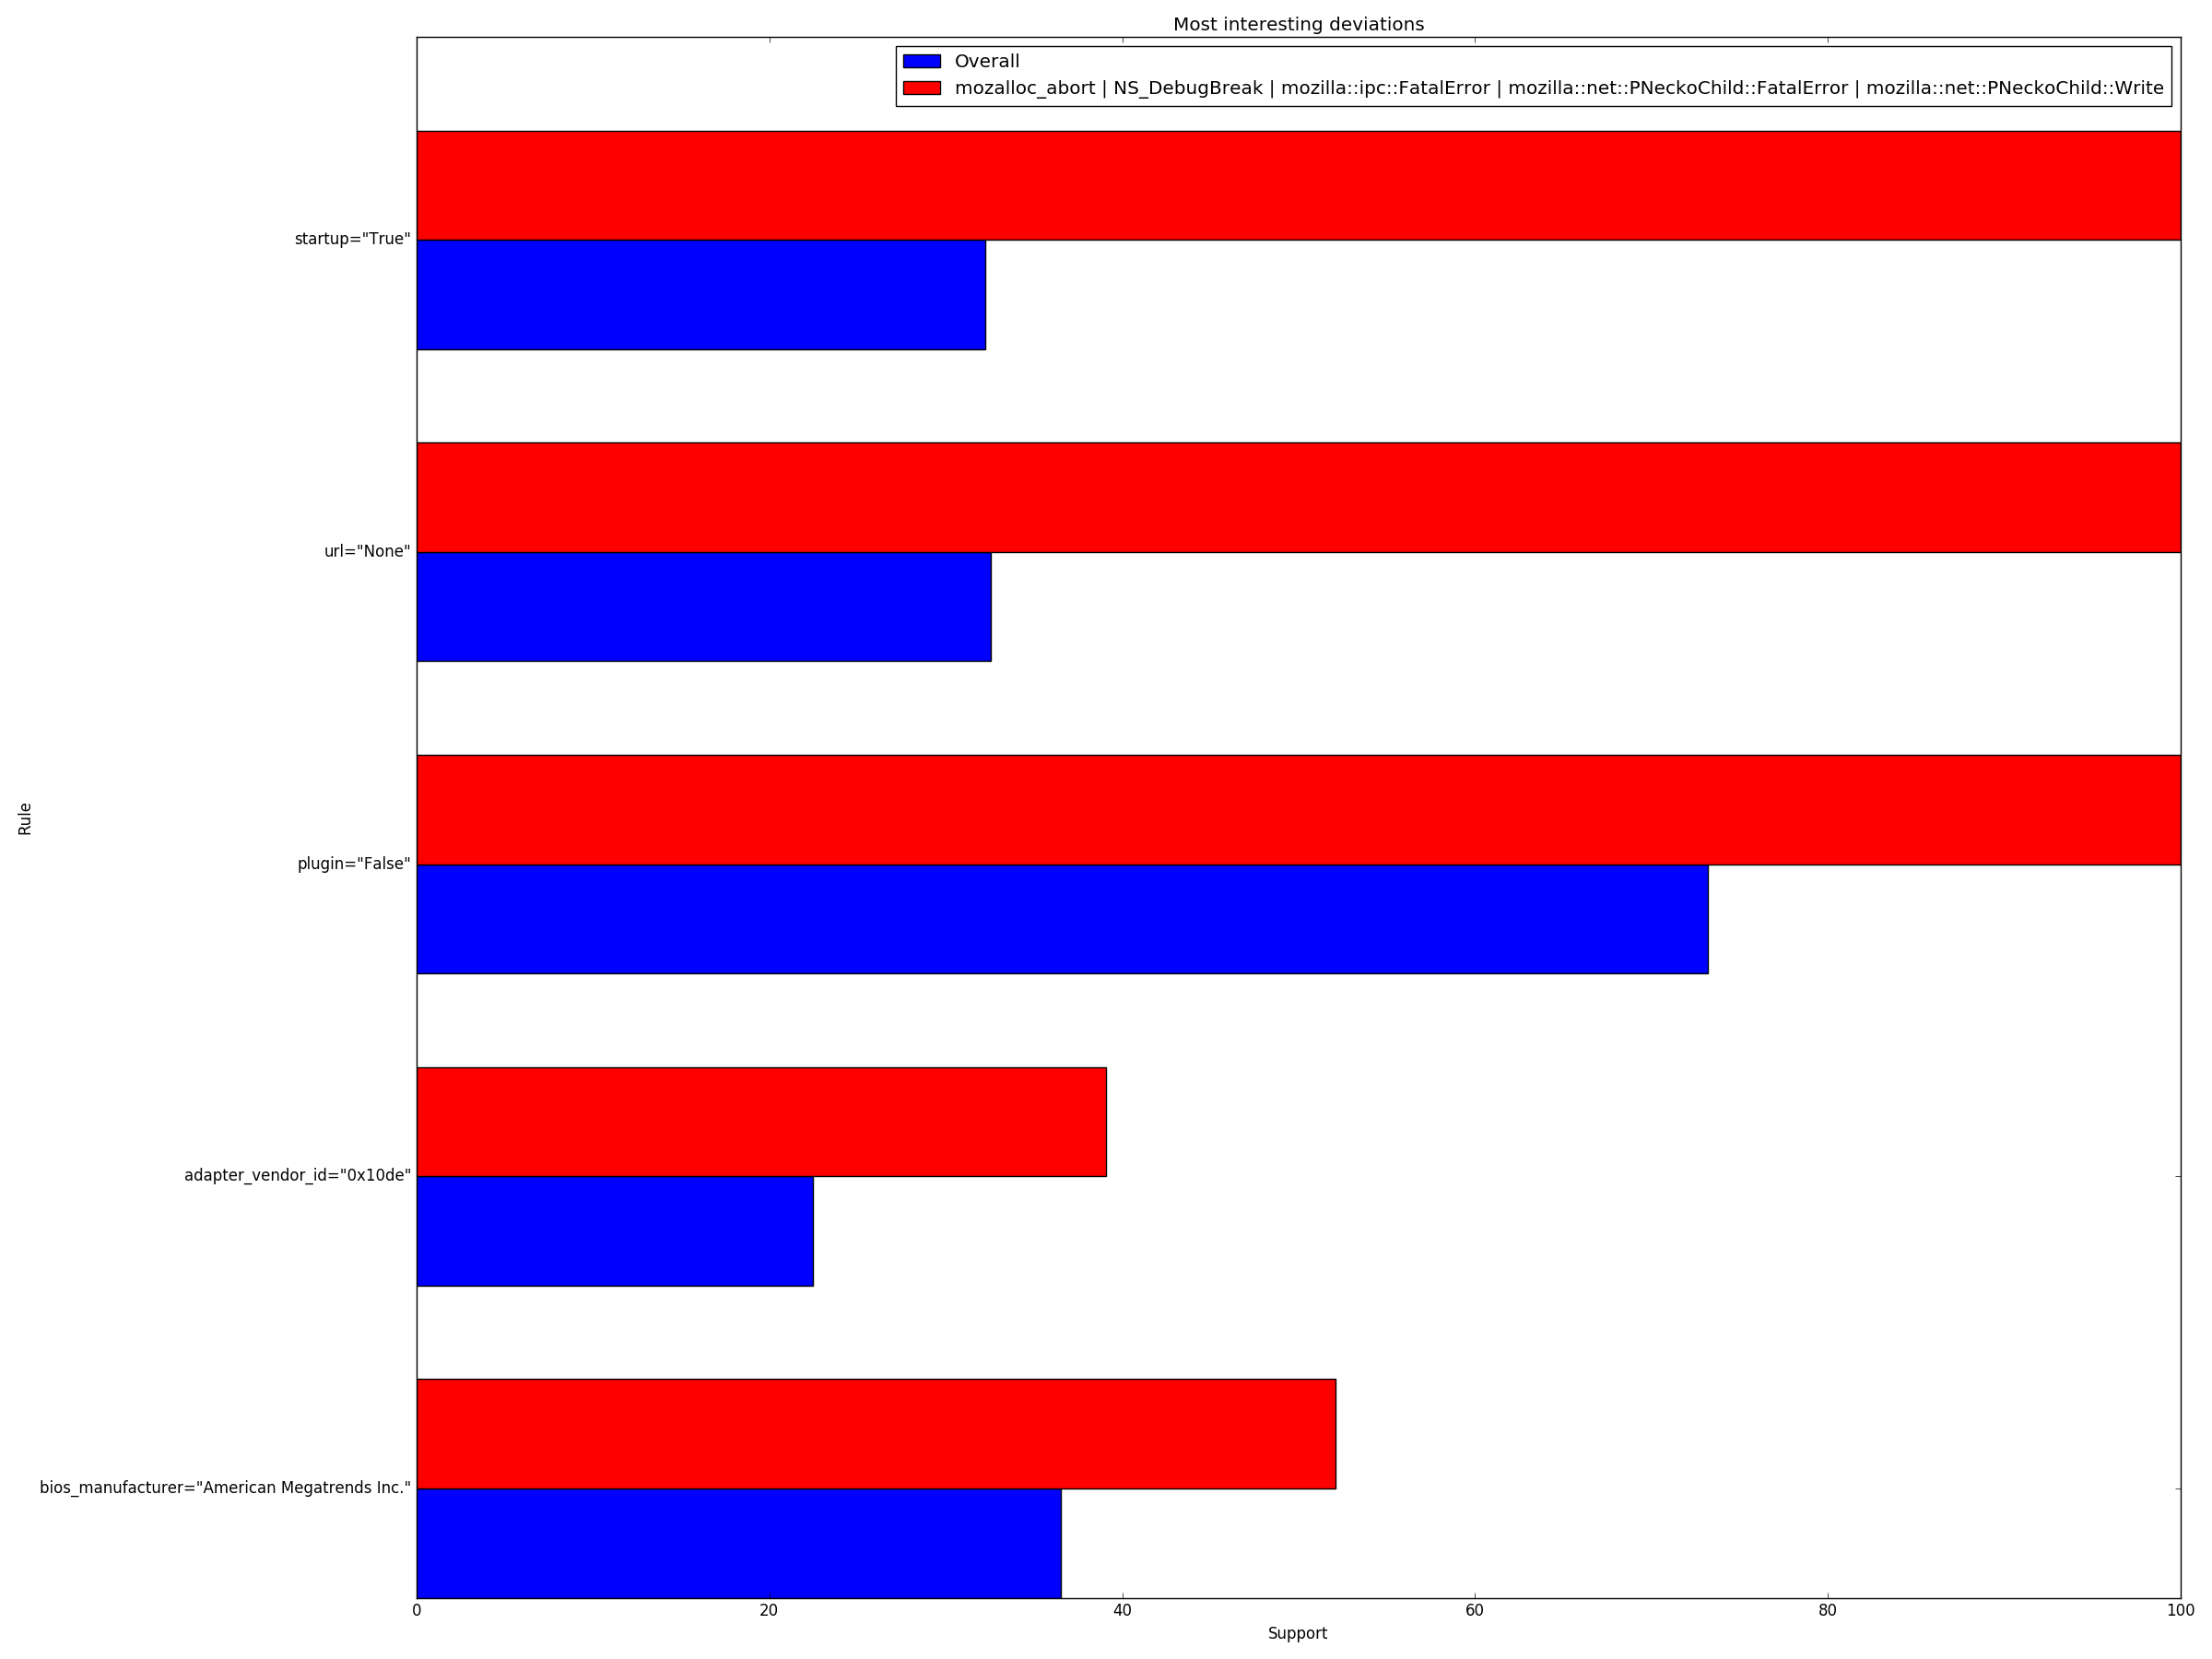 Most interesting deviations
Overall
mozalloc_abort | NS_DebugBreak | mozilla::ipc::FatalError | mozilla::net::PNeckoChild::FatalError | mozilla::net::PNeckoChild::Write
startup="True"
url="None"
plugin="False"
adapter_vendor_id="0x10de"
bios_manufacturer="American Megatrends Inc."
Rule
0 20 40 60 80 100
Support